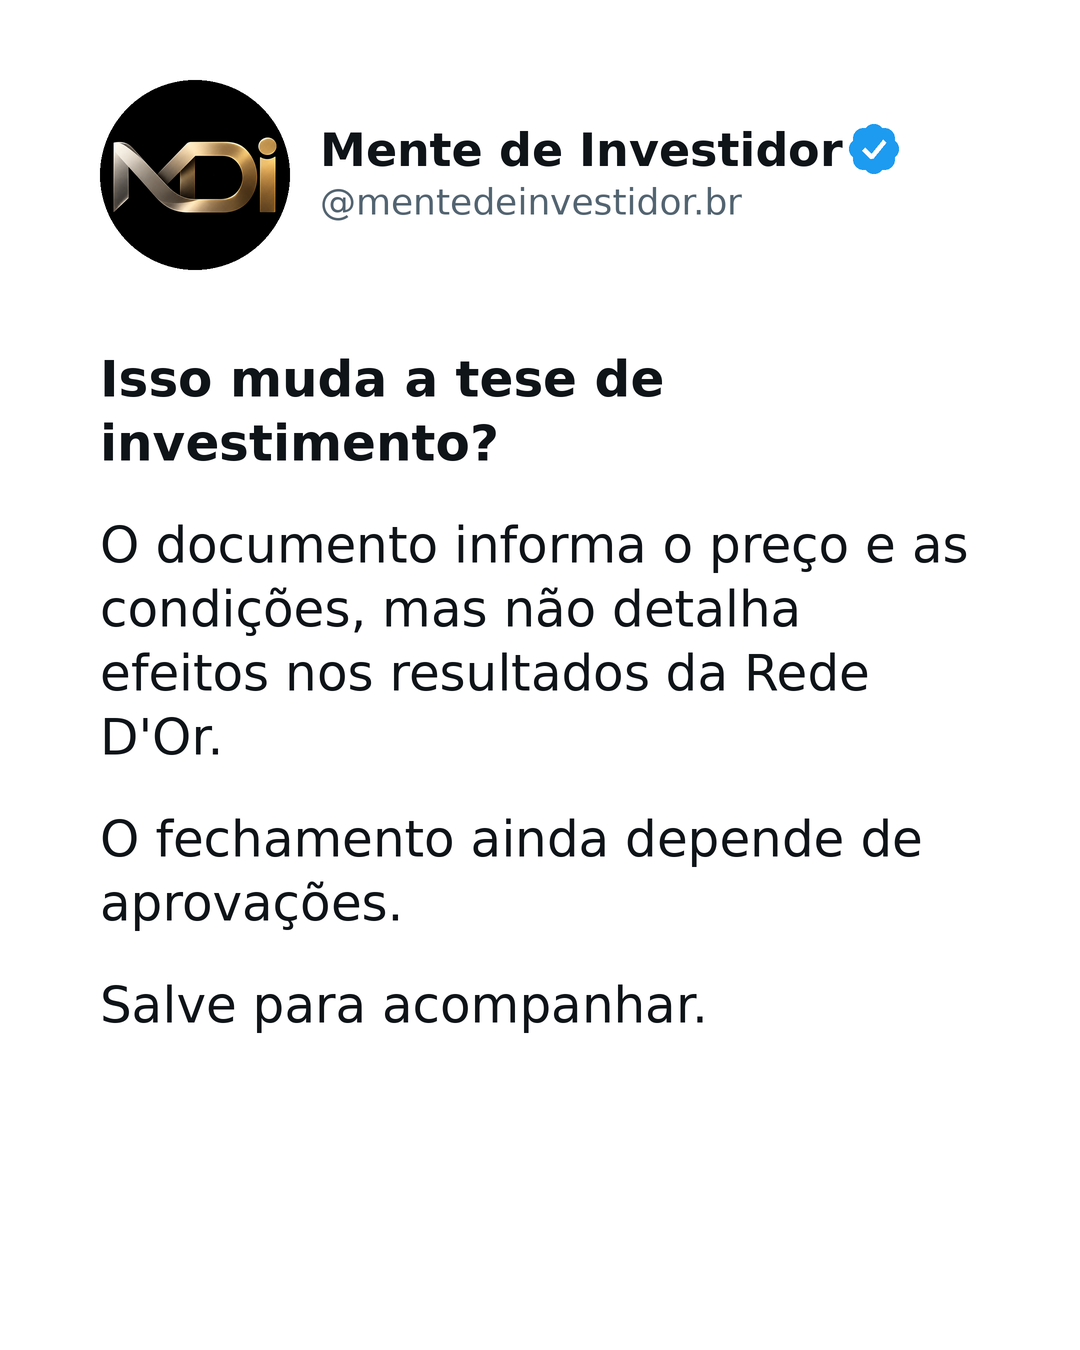 MDi
Mente de Investidor
@mentedeinvestidor.br
Isso muda a tese de
investimento?
O documento informa o preço e as
condições, mas não detalha
efeitos nos resultados da Rede
D'Or.
O fechamento ainda depende de
aprovações.
Salve para acompanhar.